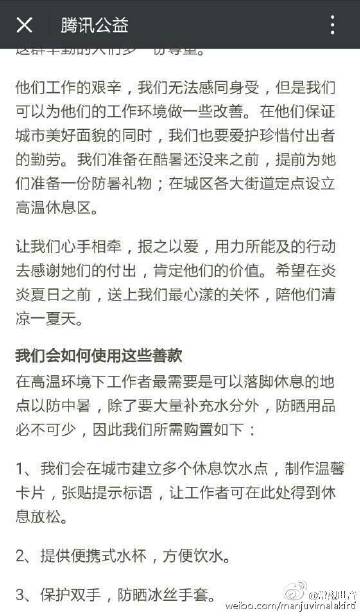 腾讯公益
他们工作的艰辛，我们无法感同身受，但是我们
可以为他们的工作环境做一些改善。在他们保证
城市美好面貌的同时，我们也要爱护珍惜付出者
的勤劳。我们准备在酷暑还没来之前，提前为她
们准备一份防暑礼物；在城区各大街道定点设立
高温休息区。
让我们心手相牵，报之以爱，用力所能及的行动
去感谢她们的付出，肯定他们的价值。希望在炎
炎夏日之前，送上我们最心漾的关怀，陪他们清
凉一夏天。
我们会如何使用这些善款
在高温环境下工作者最需要是可以落脚休息的地
点以防中暑，除了要大量补充水分外，防晒用品
必不可少，因此我们所需购置如下：
1、我们会在城市建立多个休息饮水点，制作温馨
卡片，张贴提示标语，让工作者可在此处得到休
息放松。
2、提供便携式水杯，方便饮水。
3、保护双手，防晒冰丝手套。
weibo.com/manjuvimalakirti